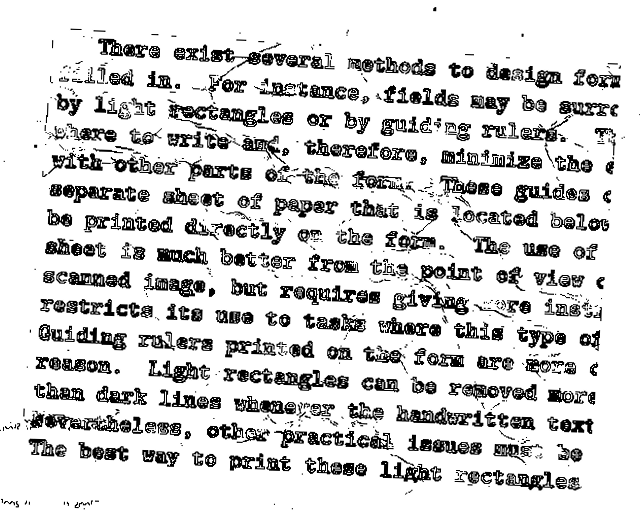 There exist several methods to design form
filled in. For instance, fields may be surro
by light rectangles or by guiding rulers. Th
where to write and, therefore, minimize the e
with other parts of the form. These guides c
separate sheet of paper that is located below
be printed directly on the form. The use of
sheet is much better from the point of view o
scanned image, but requires giving more inst
restricts its use to tasks where this type of
Guiding rulers printed on the form are more c
reason. Light rectangles can be removed more
than dark lines whenever the handwritten text
Nevertheless, other practical issues must be
The best way to print these light rectangles